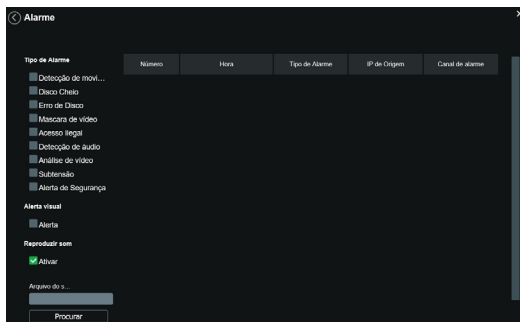 Alarme
Tipo de Alarme
Número Hora Tipo de Alarme IP de Origem Canal de alarme
Detecção de movi...
Disco Cheio
Erro de Disco
Mascara de vídeo
Acesso Ilegal
Detecção de áudio
Análise de vídeo
Subtensão
Alerta de Segurança
Alerta visual
Alerta
Reproduzir som
Ativar
Arquivo do s...
Procurar